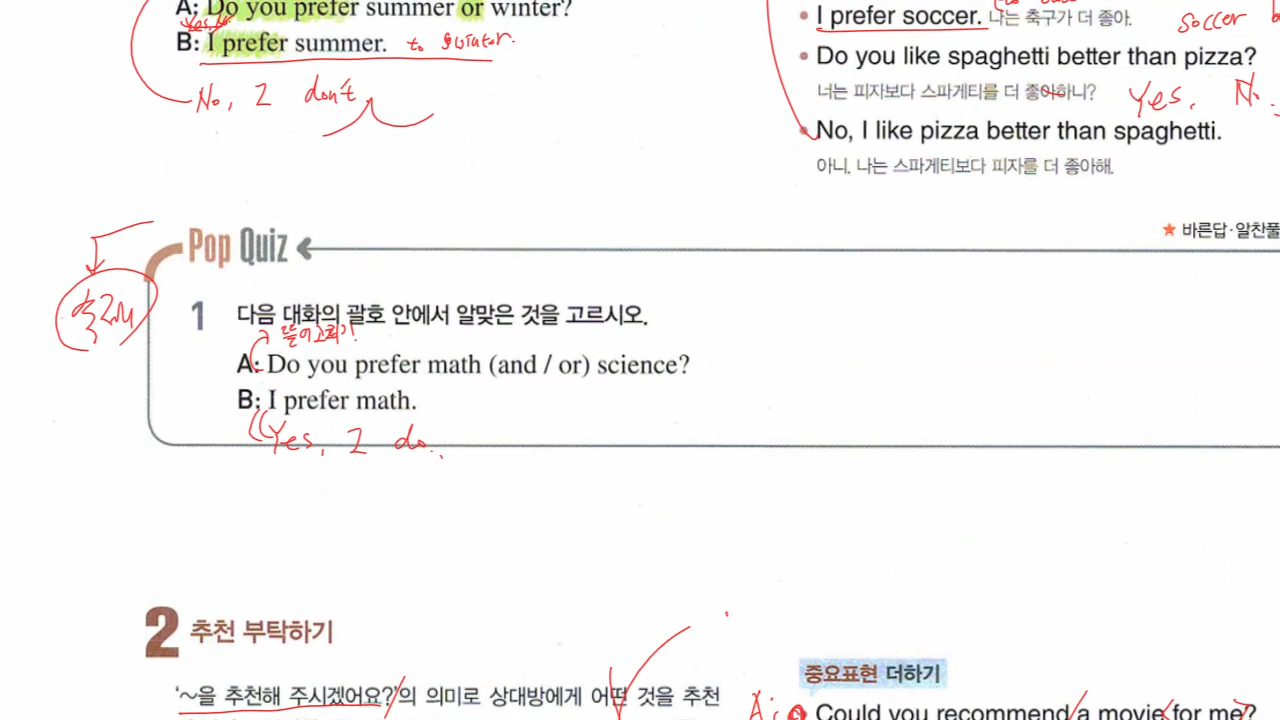 A: Do you prefer summer or winter?
Yes, No
B: I prefer summer. to winter.
No, I don't
I prefer soccer. 나는 축구가 더 좋아.
soccer
Do you like spaghetti better than pizza?
너는 피자보다 스파게티를 더 좋아하니?
Yes, No
No, I like pizza better than spaghetti.
아니, 나는 스파게티보다 피자를 더 좋아해.
Pop Quiz
★ 바른답·알찬풀
1 다음 대화의 괄호 안에서 알맞은 것을 고르시오.
A: Do you prefer math (and / or) science?
B: I prefer math.
Yes, I do.
2 추천 부탁하기
'~을 추천해 주시겠어요?'의 의미로 상대방에게 어떤 것을 추천
중요표현 더하기
A:
Could you recommend a movie for me?